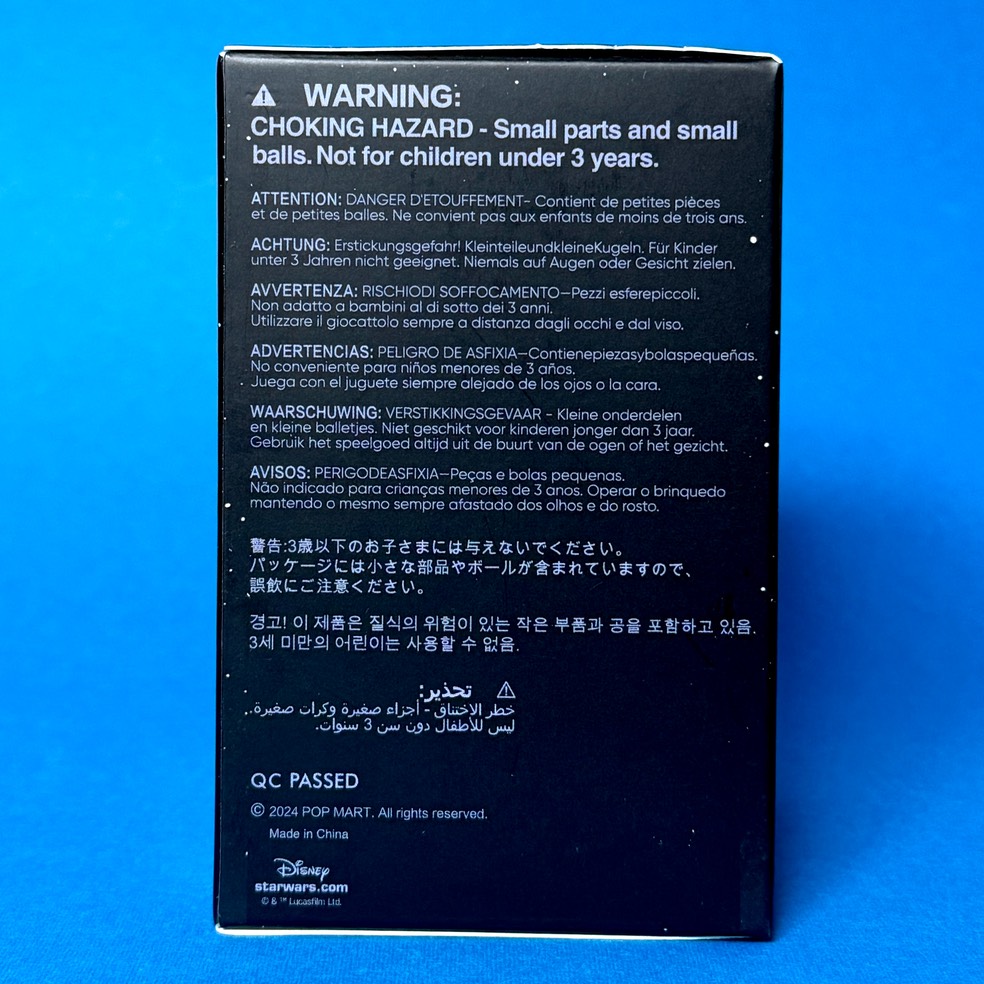 ⚠ WARNING:
CHOKING HAZARD - Small parts and small
balls. Not for children under 3 years.
ATTENTION: DANGER D'ETOUFFEMENT- Contient de petites pièces
et de petites balles. Ne convient pas aux enfants de moins de trois ans.
ACHTUNG: Erstickungsgefahr! KleinteileundkleineKugeln. Für Kinder
unter 3 Jahren nicht geeignet. Niemals auf Augen oder Gesicht zielen.
AVVERTENZA: RISCHIODI SOFFOCAMENTO—Pezzi esferepiccoli.
Non adatto a bambini al di sotto dei 3 anni.
Utilizzare il giocattolo sempre a distanza dagli occhi e dal viso.
ADVERTENCIAS: PELIGRO DE ASFIXIA—Contienepiezasybolaspequeñas.
No conveniente para niños menores de 3 años.
Juega con el juguete siempre alejado de los ojos o la cara.
WAARSCHUWING: VERSTIKKINGSGEVAAR - Kleine onderdelen
en kleine balletjes. Niet geschikt voor kinderen jonger dan 3 jaar.
Gebruik het speelgoed altijd uit de buurt van de ogen of het gezicht.
AVISOS: PERIGODEASFIXIA—Peças e bolas pequenas.
Não indicado para crianças menores de 3 anos. Operar o brinquedo
mantendo o mesmo sempre afastado dos olhos e do rosto.
警告:3歳以下のお子さまには与えないでください。
パッケージには小さな部品やボールが含まれていますので、
誤飲にご注意ください。
경고! 이 제품은 질식의 위험이 있는 작은 부품과 공을 포함하고 있음.
3세 미만의 어린이는 사용할 수 없음.
⚠ تحذير:
خطر الاختناق - أجزاء صغيرة وكرات صغيرة.
ليس للأطفال دون سن 3 سنوات.
QC PASSED
© 2024 POP MART. All rights reserved.
Made in China
Disney
starwars.com
© & ™ Lucasfilm Ltd.